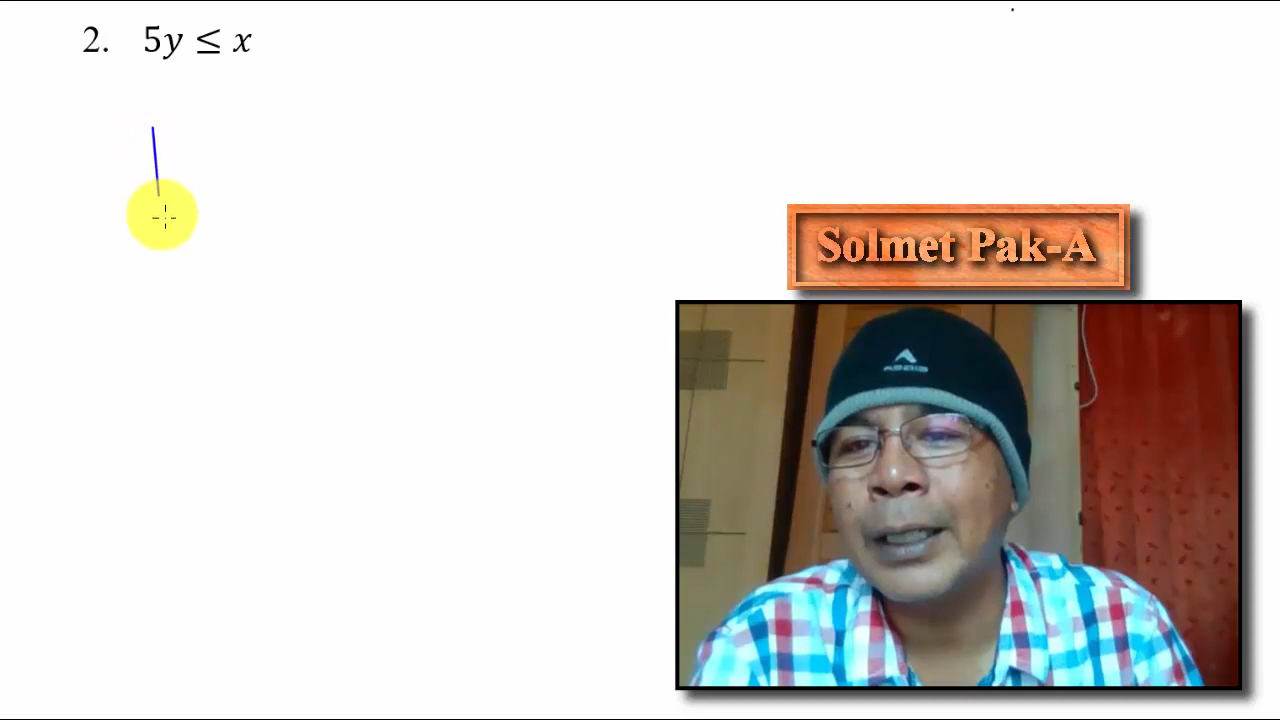 2. 5y ≤ x
Solmet Pak-A